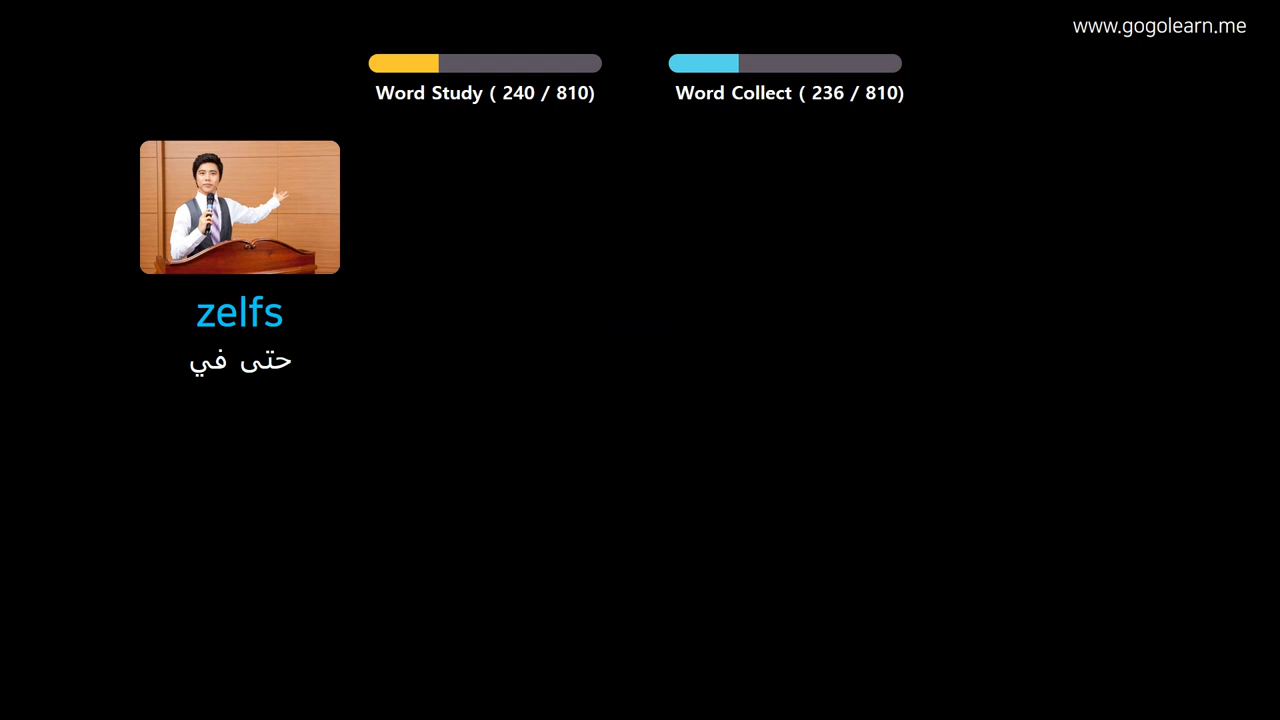 www.gogolearn.me
Word Study ( 240 / 810)
Word Collect ( 236 / 810)
zelfs
حتى في